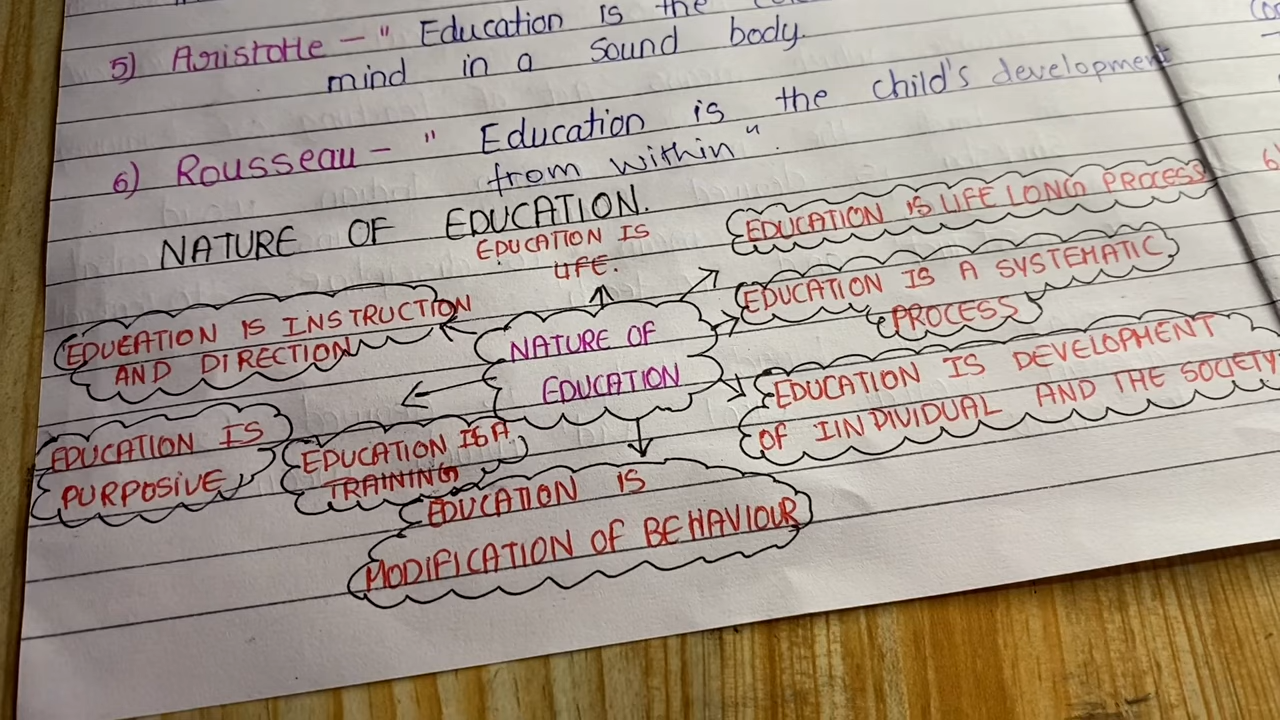 5) Aristotle - " Education is the
mind in a sound body.
6) Rousseau - " Education is the child's development
from within".
NATURE OF EDUCATION.
EDUCATION IS
LIFE.
EDUCATION IS LIFE LONG PROCESS
EDUCATION IS A SYSTEMATIC
PROCESS
EDUCATION IS INSTRUCTION
AND DIRECTION
NATURE OF
EDUCATION
EDUCATION IS DEVELOPMENT
OF IINDIVIDUAL AND THE SOCIETY
EDUCATION IS
PURPOSIVE
EDUCATION IS A
TRAINING
EDUCATION IS
MODIFICATION OF BEHAVIOUR